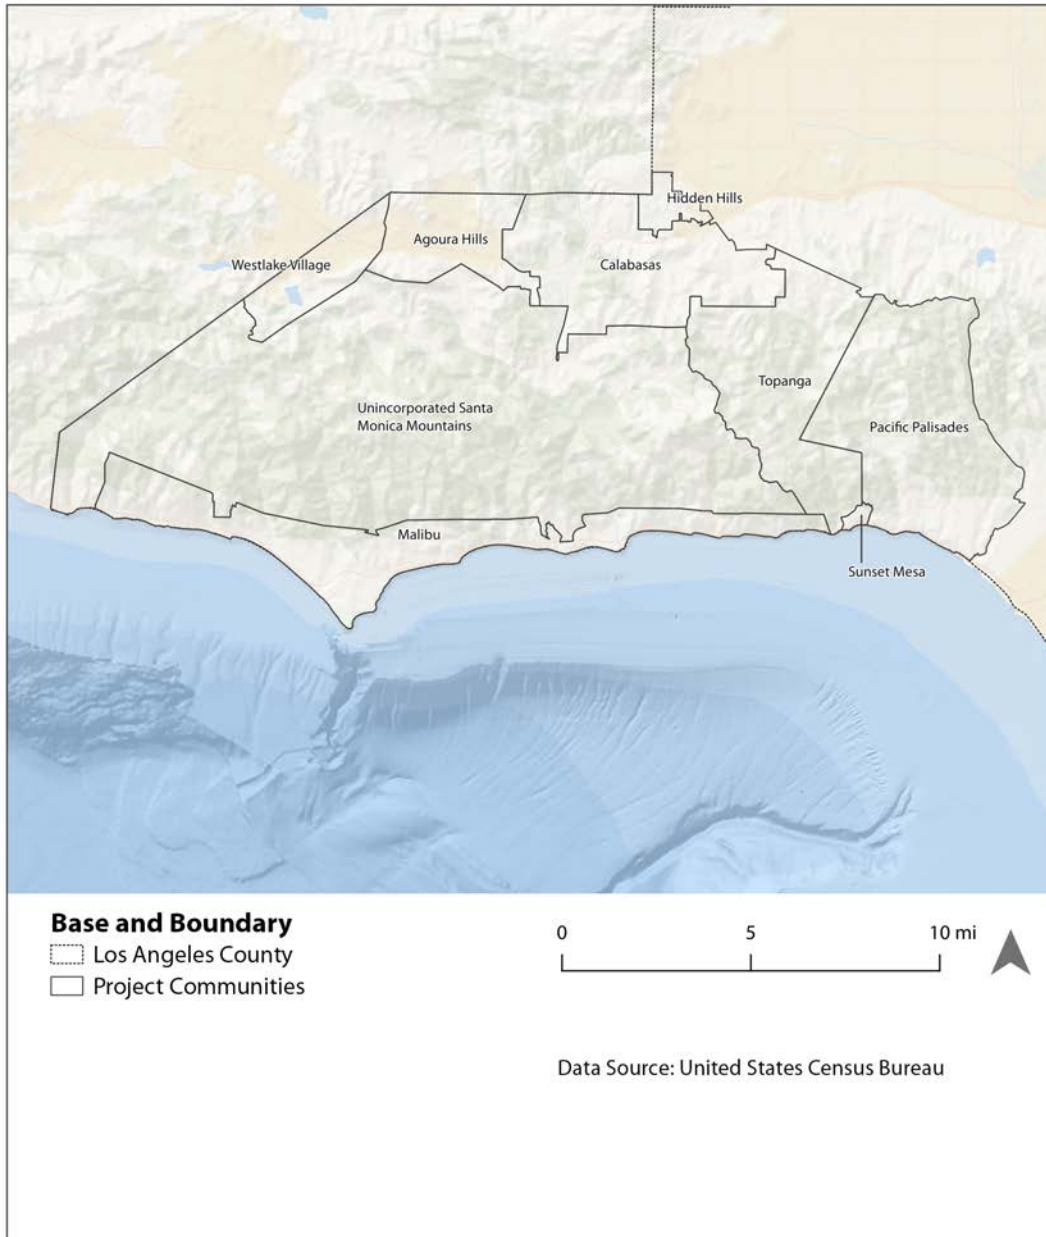 Hidden Hills
Agoura Hills
Westlake Village
Calabasas
Topanga
Unincorporated Santa
Monica Mountains
Pacific Palisades
Malibu
Sunset Mesa
Base and Boundary
Los Angeles County
Project Communities
0 5 10 mi
Data Source: United States Census Bureau